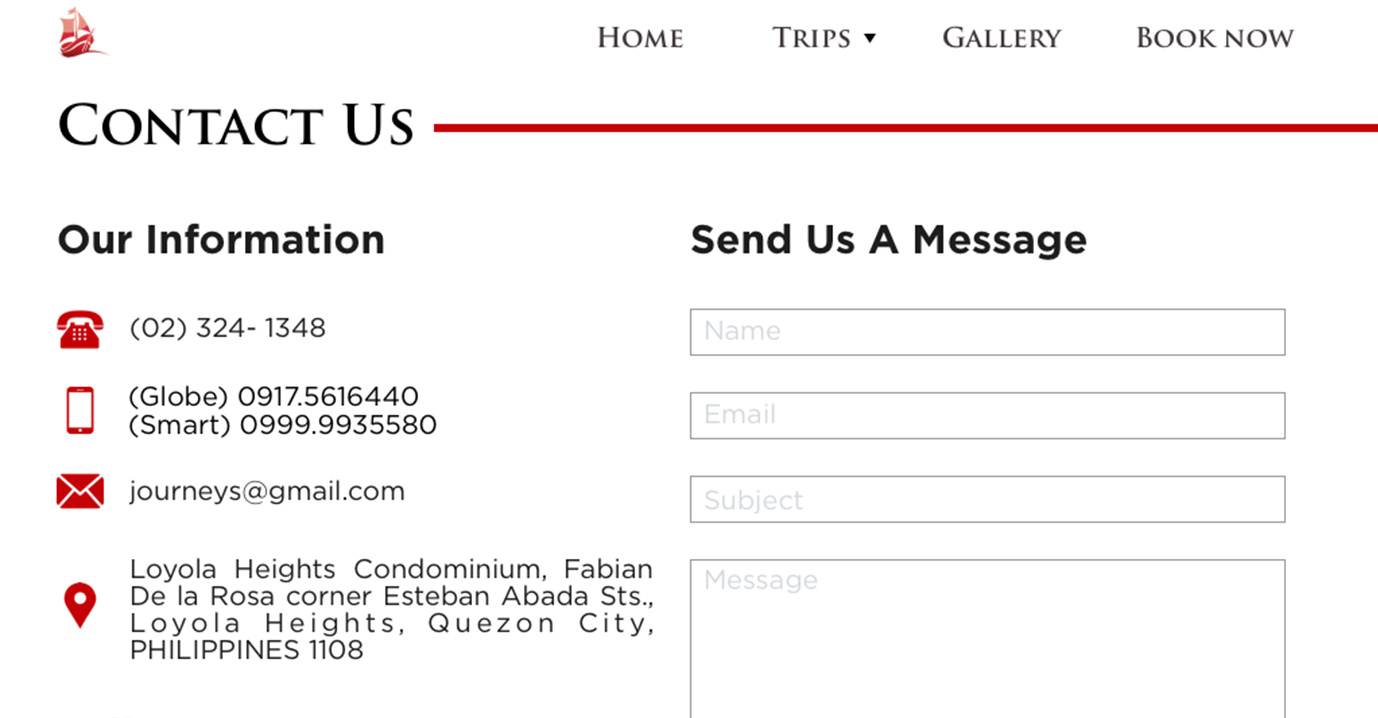 Home
Trips
Gallery
Book now
Contact Us
Our Information
(02) 324- 1348
(Globe) 0917.5616440
(Smart) 0999.9935580
journeys@gmail.com
Loyola Heights Condominium, Fabian
De la Rosa corner Esteban Abada Sts.,
Loyola Heights, Quezon City,
PHILIPPINES 1108
Send Us A Message
Name
Email
Subject
Message